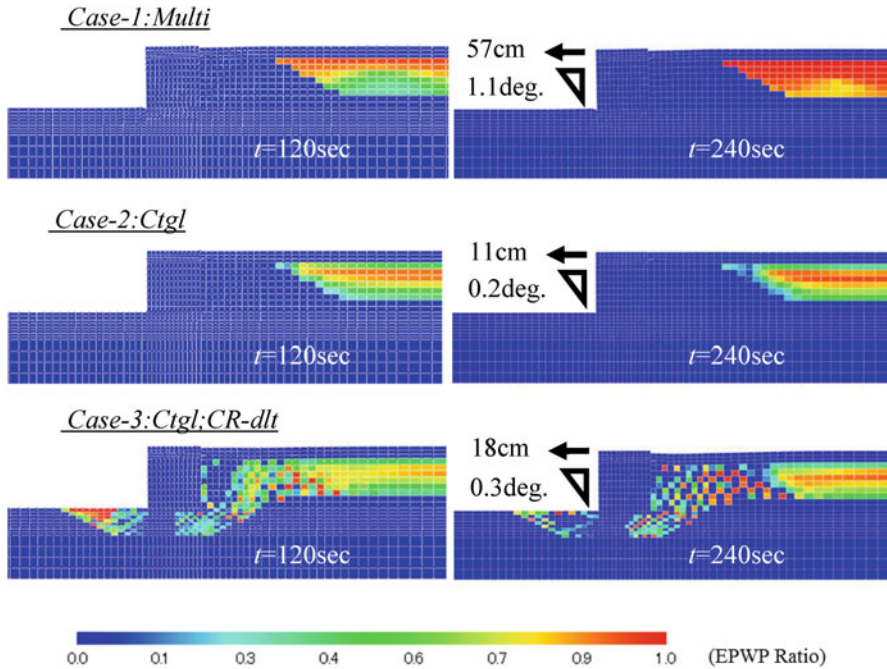 Case-1:Multi
57cm
1.1deg.
t=120sec
t=240sec
Case-2:Ctgl
11cm
0.2deg.
t=120sec
t=240sec
Case-3:Ctgl;CR-dlt
18cm
0.3deg.
t=120sec
t=240sec
0.0 0.1 0.3 0.4 0.6 0.7 0.8 1.0 (EPWP Ratio)